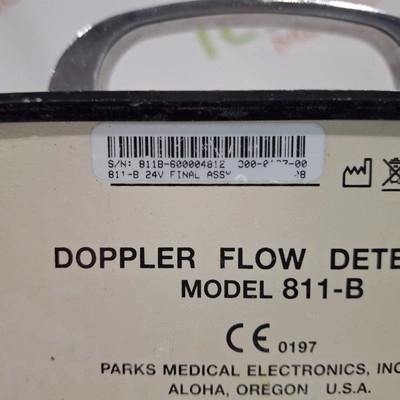 S/N: 811B-600004812
811-B 24V FINAL ASSY
DOPPLER FLOW DETE
MODEL 811-B
CE 0197
PARKS MEDICAL ELECTRONICS, INC
ALOHA, OREGON U.S.A.